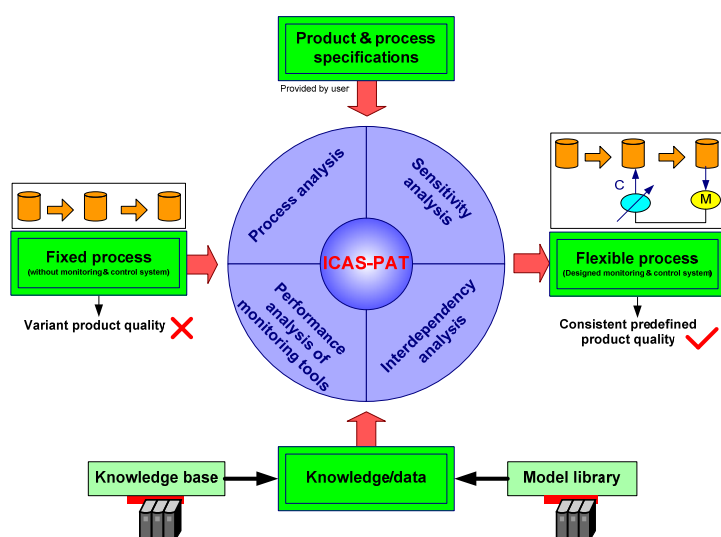 Product & process
specifications
Provided by user
Process analysis
Sensitivity
analysis
ICAS-PAT
Performance
analysis of
monitoring tools
Interdependency
analysis
Fixed process
(without monitoring & control system)
Variant product quality
C
M
Flexible process
(Designed monitoring & control system)
Consistent predefined
product quality
Knowledge base
Knowledge/data
Model library